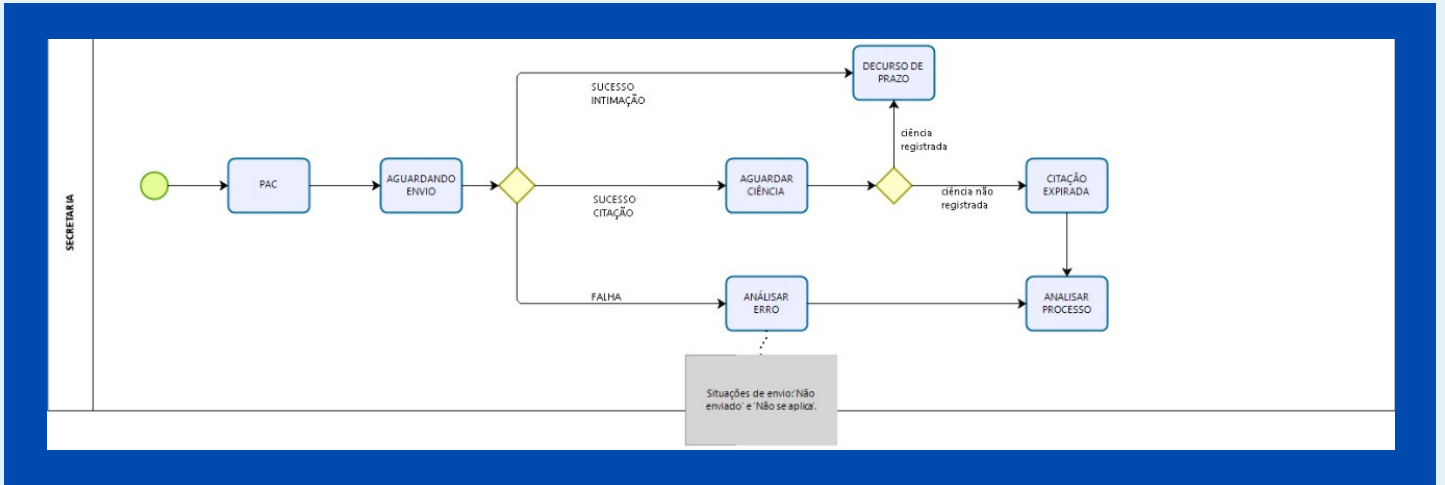 SECRETARIA
PAC
AGUARDANDO
ENVIO
SUCESSO
INTIMAÇÃO
DECURSO DE
PRAZO
ciência
registrada
SUCESSO
CITAÇÃO
AGUARDAR
CIÊNCIA
ciência não
registrada
CITAÇÃO
EXPIRADA
FALHA
ANÁLISAR
ERRO
ANALISAR
PROCESSO
Situações de envio:'Não
enviado' e 'Não se aplica'.